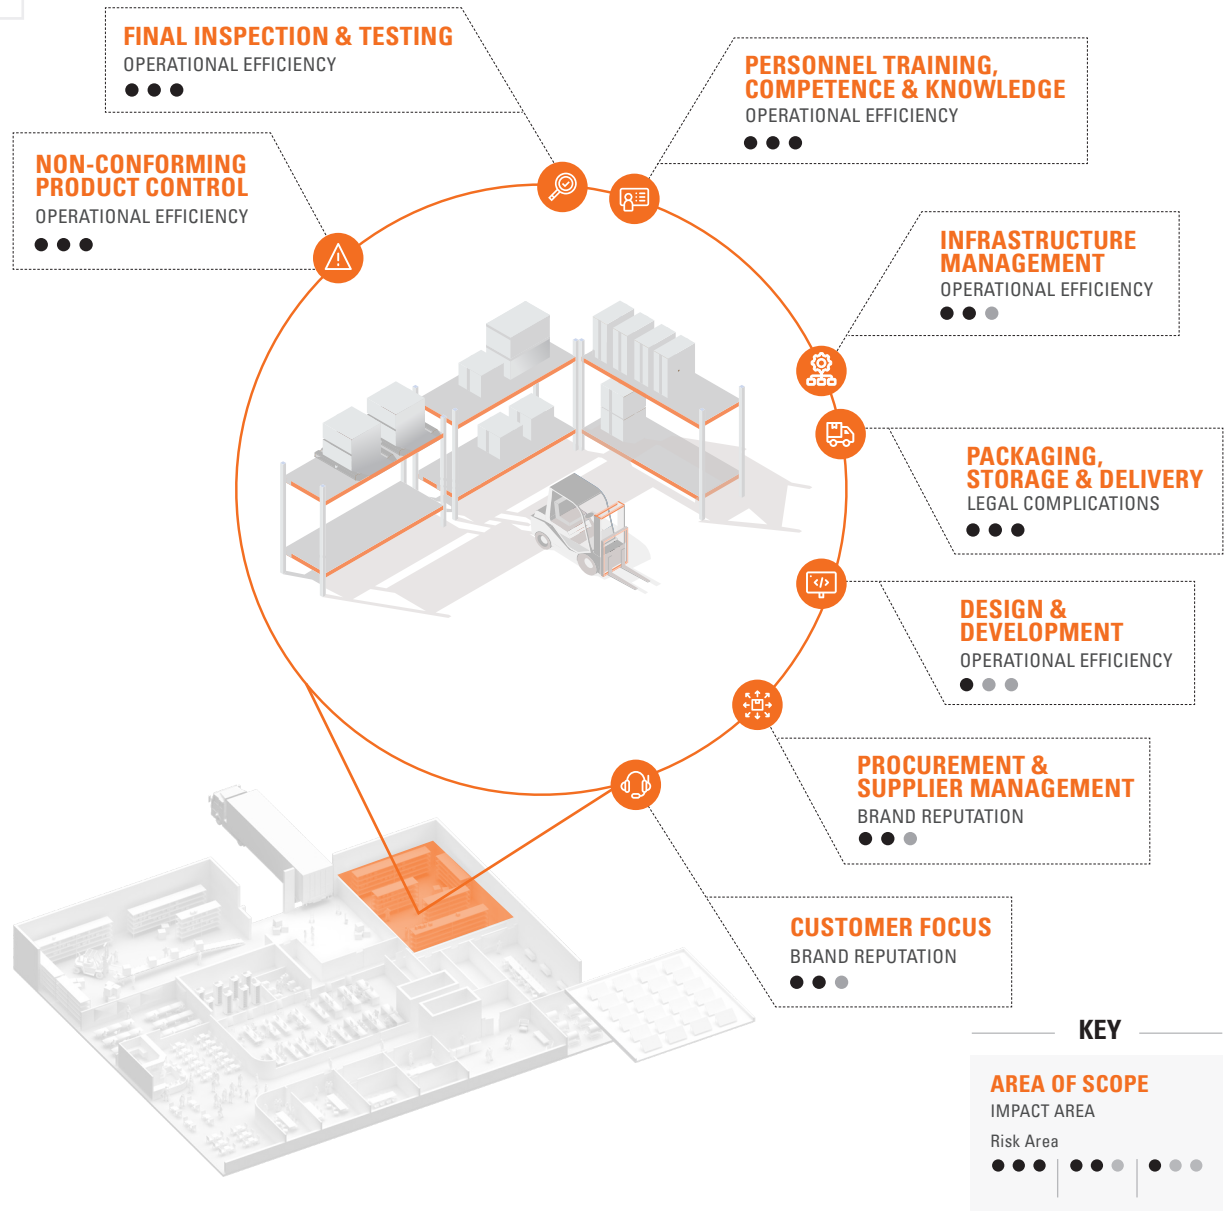 FINAL INSPECTION & TESTING
OPERATIONAL EFFICIENCY
PERSONNEL TRAINING,
COMPETENCE & KNOWLEDGE
OPERATIONAL EFFICIENCY
NON-CONFORMING
PRODUCT CONTROL
OPERATIONAL EFFICIENCY
INFRASTRUCTURE
MANAGEMENT
OPERATIONAL EFFICIENCY
PACKAGING,
STORAGE & DELIVERY
LEGAL COMPLICATIONS
DESIGN &
DEVELOPMENT
OPERATIONAL EFFICIENCY
PROCUREMENT &
SUPPLIER MANAGEMENT
BRAND REPUTATION
CUSTOMER FOCUS
BRAND REPUTATION
KEY
AREA OF SCOPE
IMPACT AREA
Risk Area